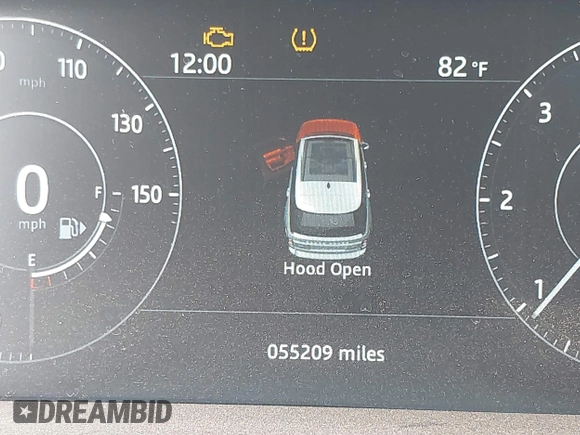 12:00
82 °F
110
mph
130
150
0
mph
F
E
Hood Open
3
2
1
055209 miles
DREAMBID